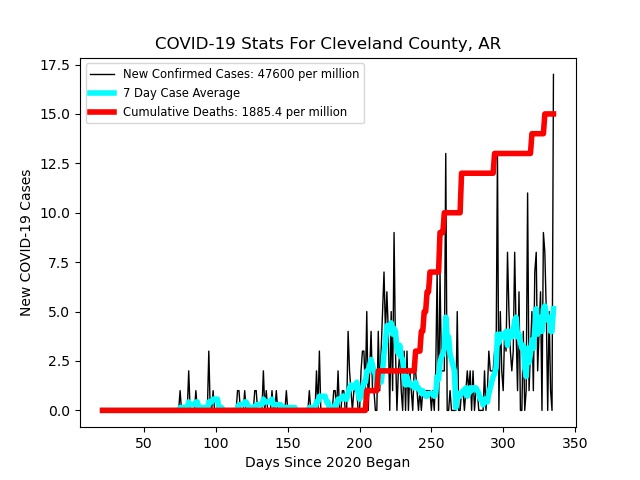 COVID-19 Stats For Cleveland County, AR
17.5
15.0
12.5
10.0
7.5
5.0
2.5
0.0
New COVID-19 Cases
New Confirmed Cases: 47600 per million
7 Day Case Average
Cumulative Deaths: 1885.4 per million
50 100 150 200 250 300 350
Days Since 2020 Began